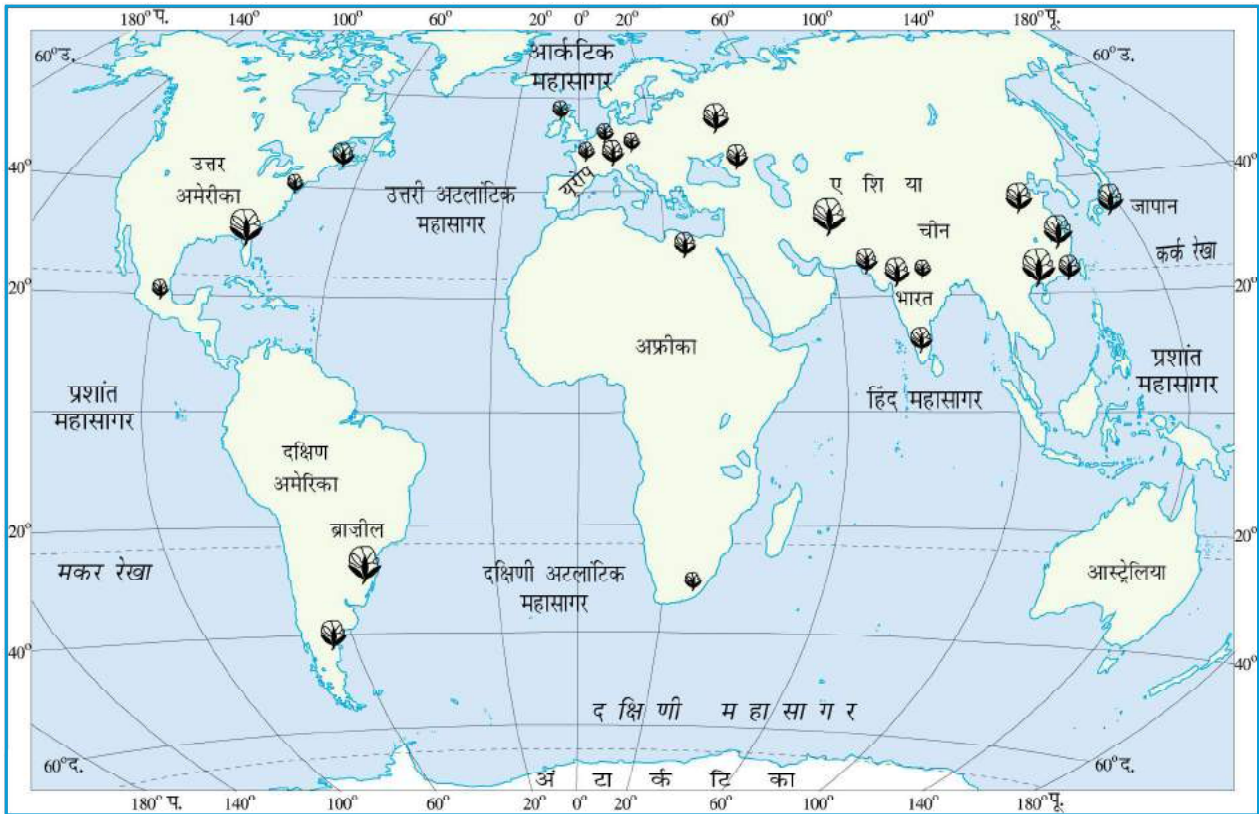 180° प. 140° 100° 60° 20° 0° 20° 60° 100° 140° 180° पू.
60° उ.
60° उ.
आर्कटिक
महासागर
40°
40°
उत्तर
अमेरीका
उत्तरी अटलांटिक
महासागर
यूरोप
ए शि या
जापान
चीन
कर्क रेखा
20°
20°
भारत
अफ्रीका
प्रशांत
महासागर
प्रशांत
महासागर
हिंद महासागर
दक्षिण
अमेरिका
ब्राज़ील
20°
20°
मकर रेखा
दक्षिणी अटलांटिक
महासागर
आस्ट्रेलिया
40°
40°
द क्षि णी म हा सा ग र
60° द.
60° द.
अं टा र्क टि का
180° प. 140° 100° 60° 20° 0° 20° 60° 100° 140° 180° पू.